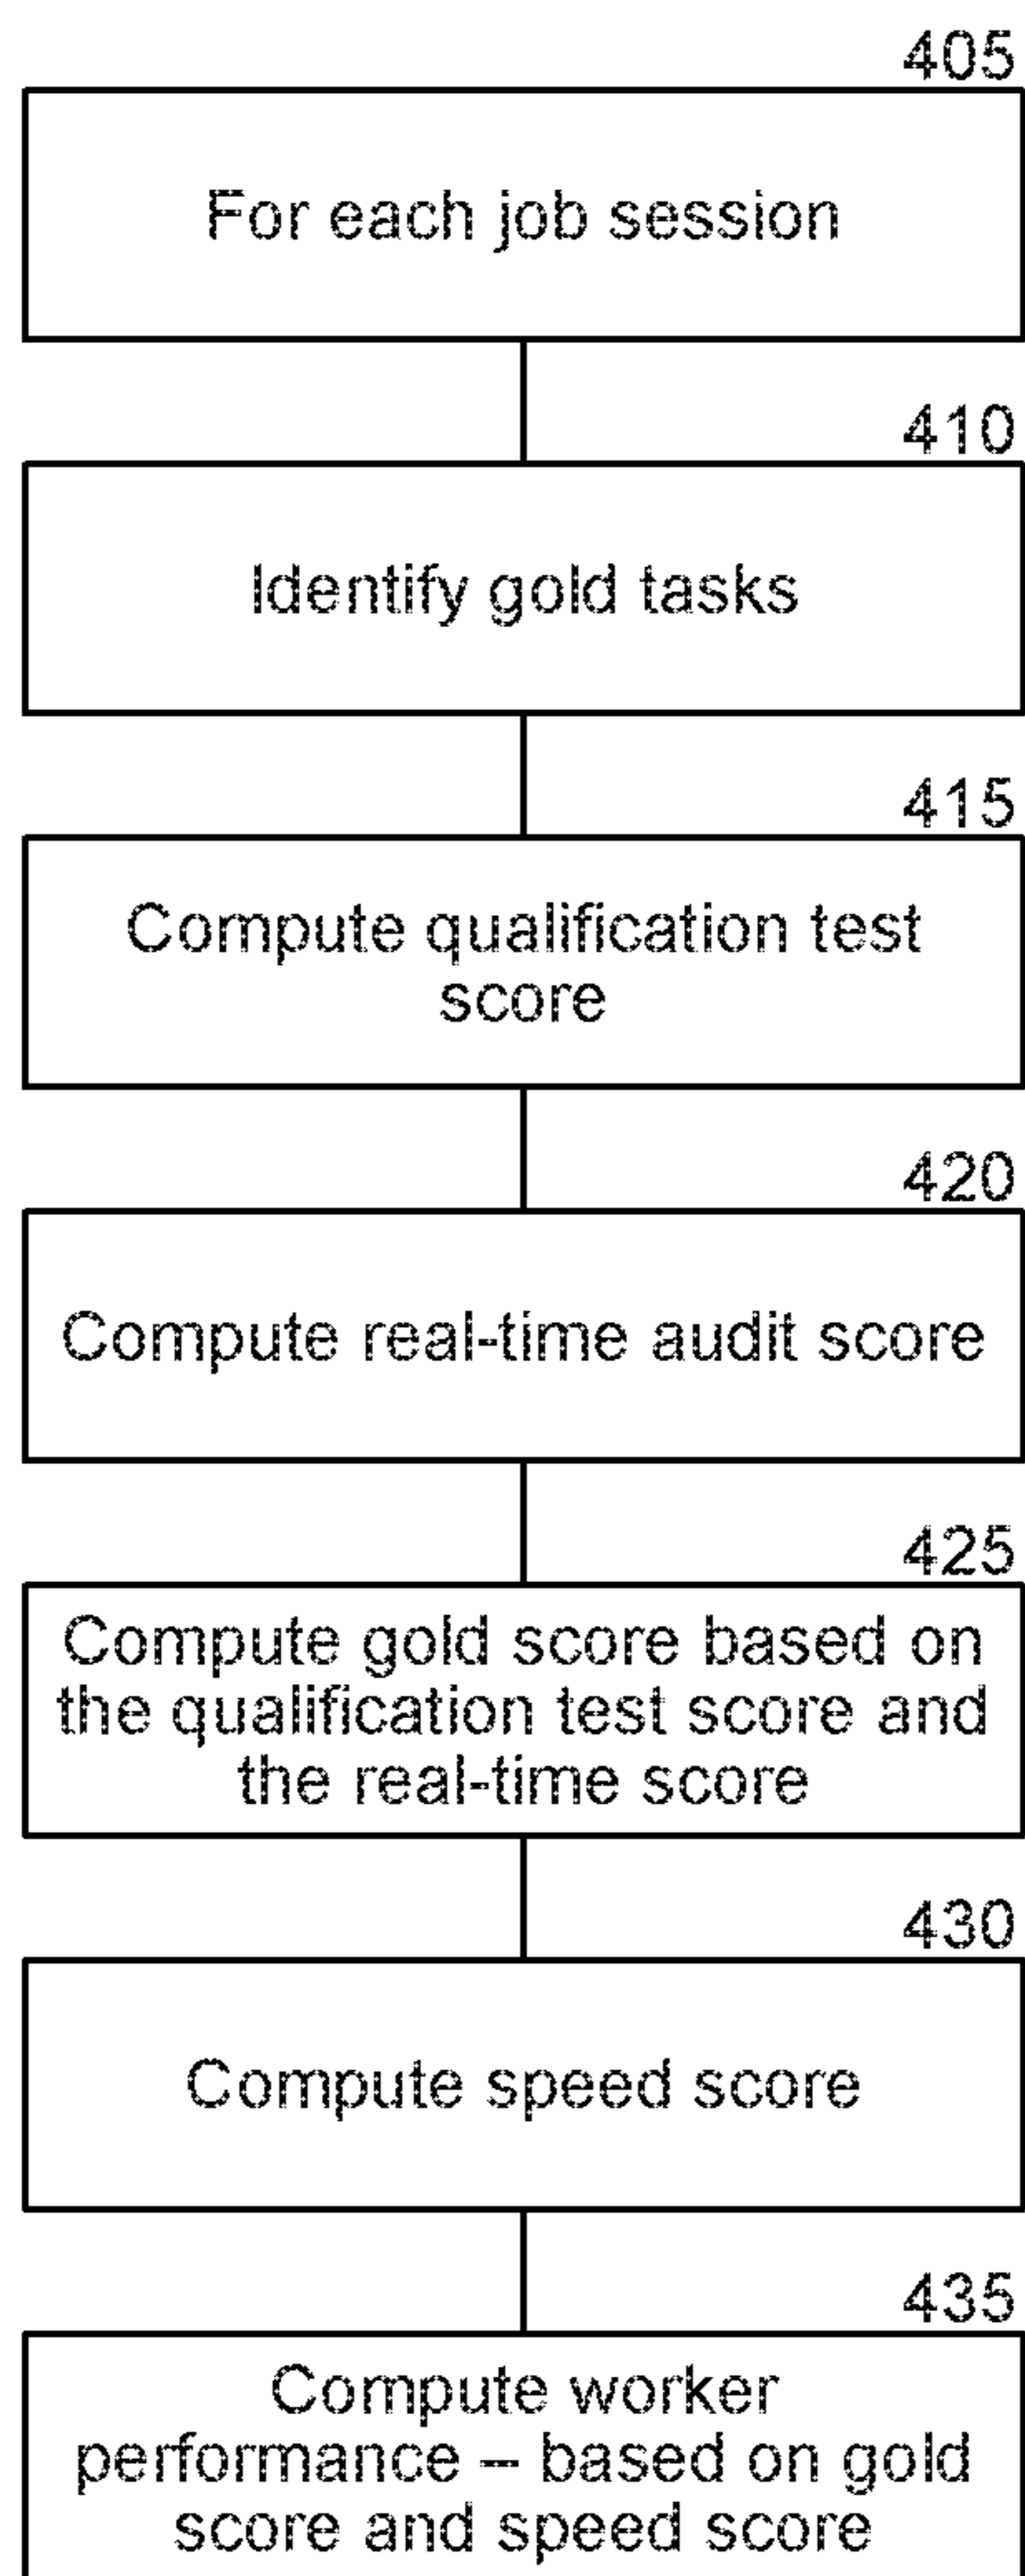 405
For each job session
410
Identify gold tasks
415
Compute qualification test
score
420
Compute real-time audit score
425
Compute gold score based on
the qualification test score and
the real-time score
430
Compute speed score
435
Compute worker
performance – based on gold
score and speed score